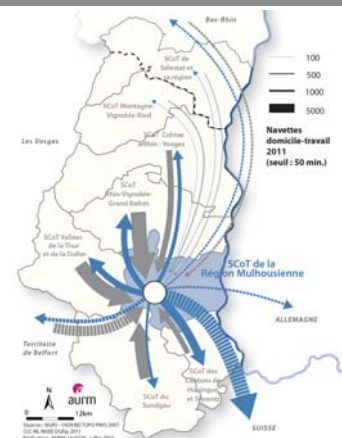 Bas-Rhin
SCoT de
Sélestat et
sa région
100
500
1000
5000
SCoT Montagne-
Vignoble-Ried
Navettes
domicile-travail
2011
(seuil : 50 min.)
Les Vosges
SCoT Colmar
Rhin - Vosges
SCoT
Rhin-Vignoble-
Grand Ballon
SCoT Vallées
de la Thur
et de la Doller
SCoT de la
Région Mulhousienne
ALLEMAGNE
Territoire
de Belfort
SCoT des
Cantons de
Huningue
et Sierentz
SCoT du
Sundgau
SUISSE
aurm
N
0
12km